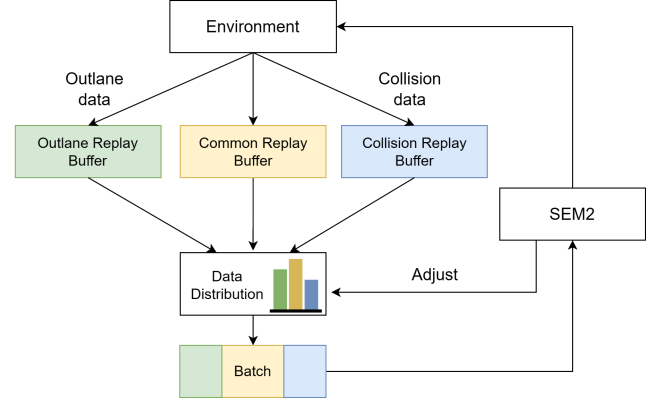 Environment
Outlane
data
Collision
data
Outlane Replay
Buffer
Common Replay
Buffer
Collision Replay
Buffer
SEM2
Data
Distribution
Adjust
Batch